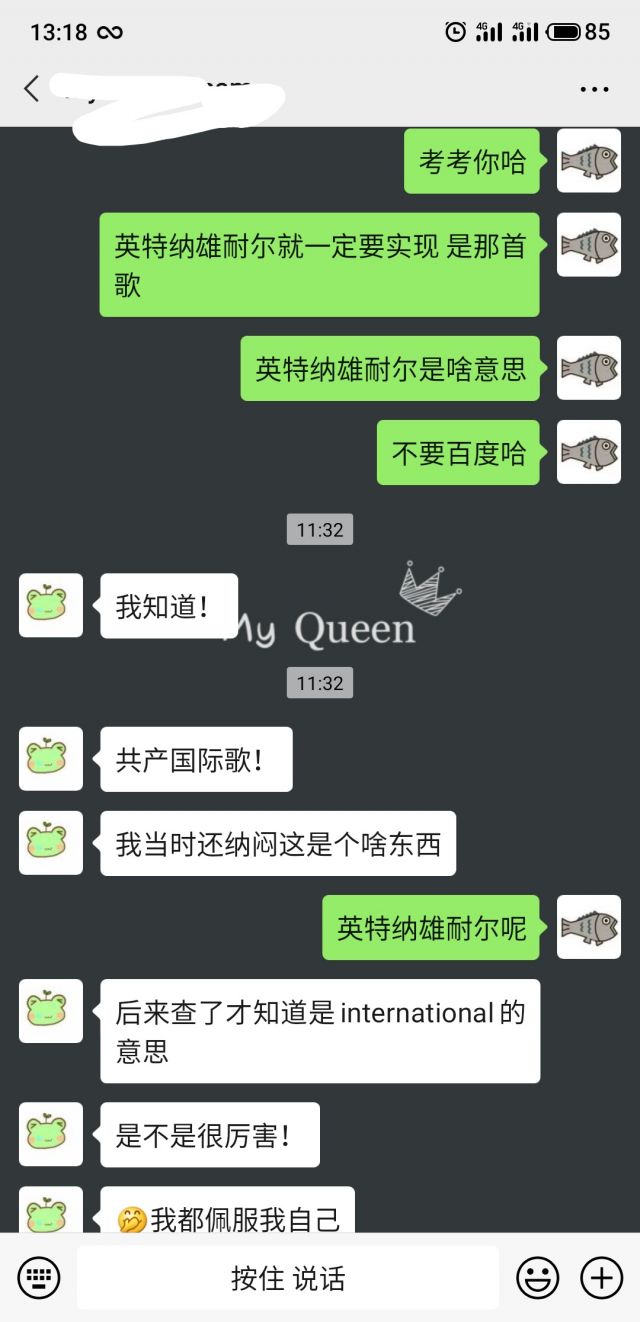 13:18
4G 4G 85
考考你哈
英特纳雄耐尔就一定要实现 是那首
歌
英特纳雄耐尔是啥意思
不要百度哈
11:32
我知道！
My Queen
11:32
共产国际歌！
我当时还纳闷这是个啥东西
英特纳雄耐尔呢
后来查了才知道是international的
意思
是不是很厉害！
我都佩服我自己
按住 说话